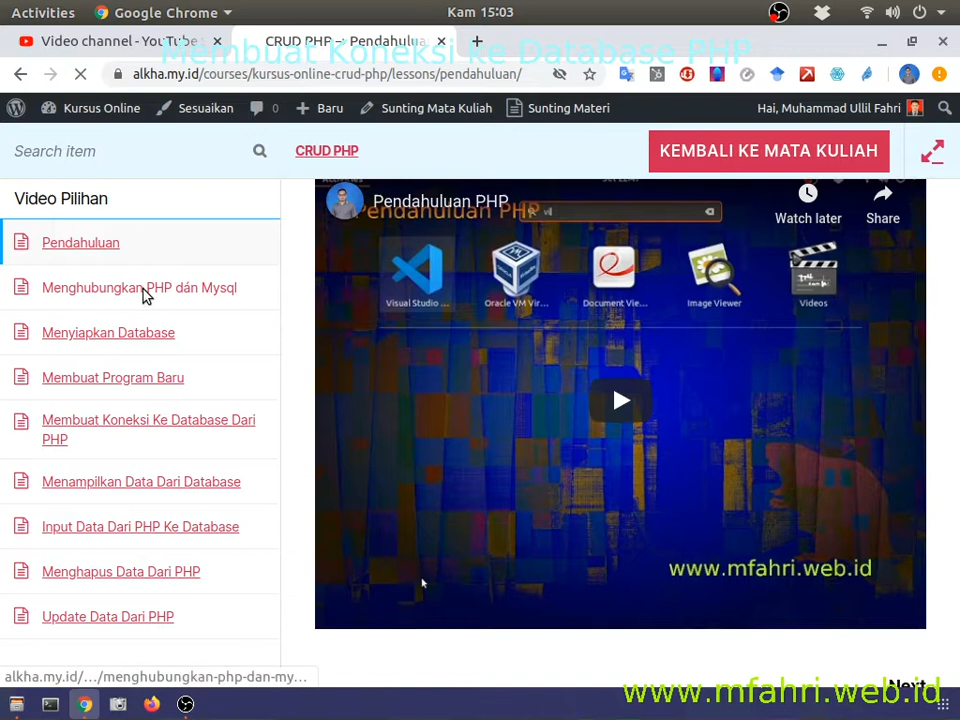 Activities
Google Chrome
Kam 15:03
Video channel - YouTube
CRUD PHP –› Pendahulua
Membuat Koneksi ke Database PHP
alkha.my.id/courses/kursus-online-crud-php/lessons/pendahuluan/
Kursus Online
Sesuaikan
0
Baru
Sunting Mata Kuliah
Sunting Materi
Hai, Muhammad Ullil Fahri
Search item
CRUD PHP
KEMBALI KE MATA KULIAH
Video Pilihan
Pendahuluan
Menghubungkan PHP dan Mysql
Menyiapkan Database
Membuat Program Baru
Membuat Koneksi Ke Database Dari
PHP
Menampilkan Data Dari Database
Input Data Dari PHP Ke Database
Menghapus Data Dari PHP
Update Data Dari PHP
Pendahuluan PHP
Pendahuluan PHP
vi
Watch later
Share
Visual Studio ...
Oracle VM Vir...
Document Vie...
Image Viewer
Videos
www.mfahri.web.id
Next
alkha.my.id/.../menghubungkan-php-dan-my...
www.mfahri.web.id